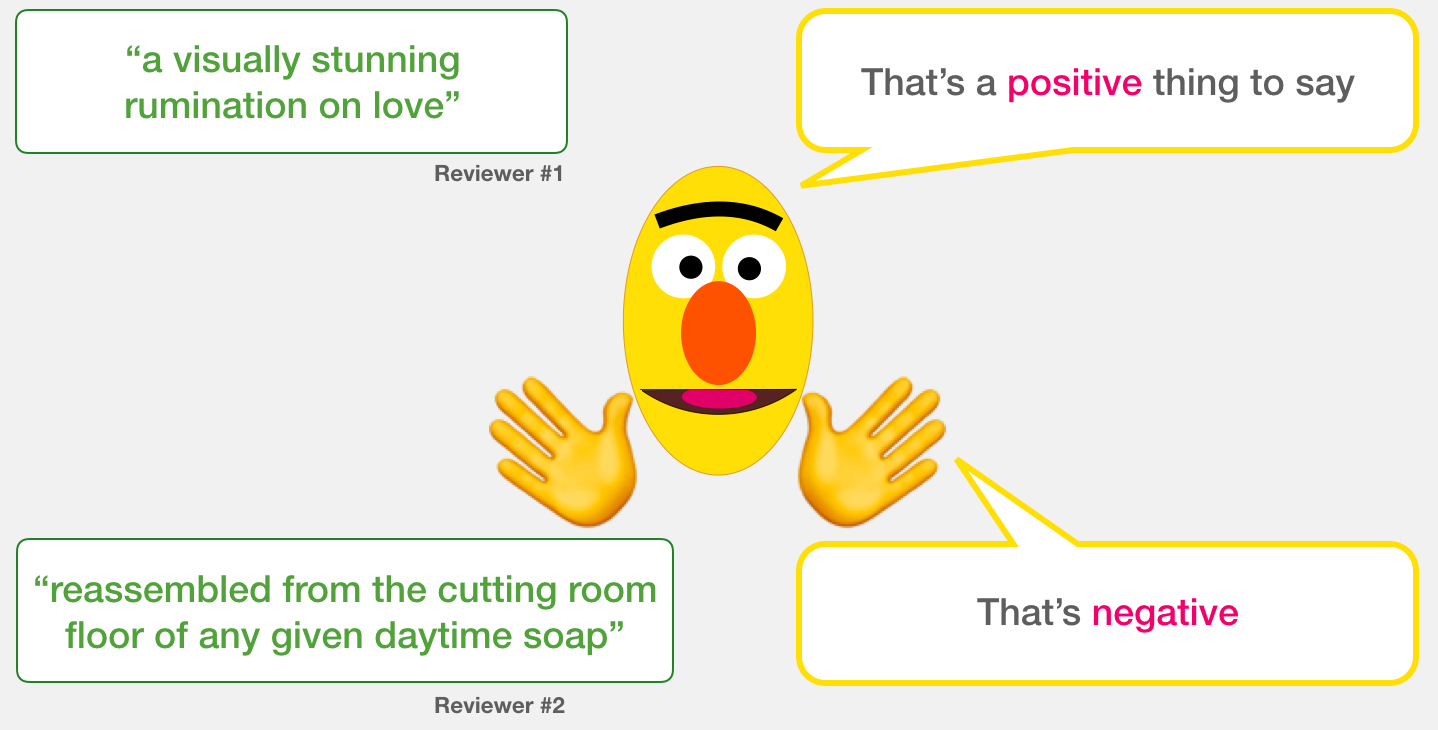 “a visually stunning
rumination on love”
Reviewer #1
That’s a positive thing to say
“reassembled from the cutting room
floor of any given daytime soap”
Reviewer #2
That’s negative